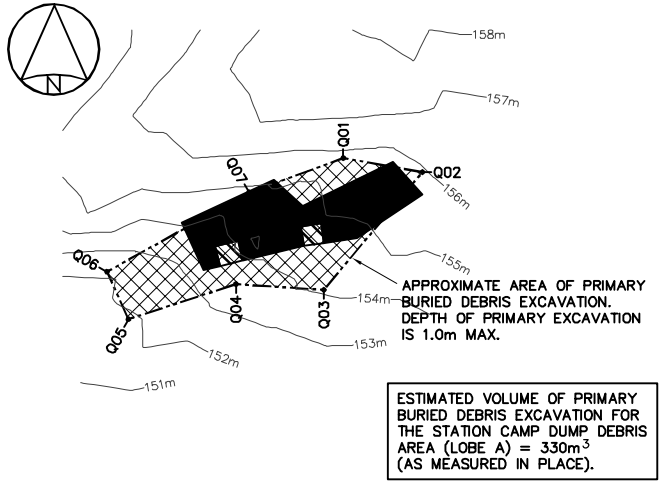 N
158m
157m
Q01
Q02
Q07
156m
155m
Q06
154m
Q04
Q03
Q05
153m
152m
151m
APPROXIMATE AREA OF PRIMARY
BURIED DEBRIS EXCAVATION.
DEPTH OF PRIMARY EXCAVATION
IS 1.0m MAX.
ESTIMATED VOLUME OF PRIMARY
BURIED DEBRIS EXCAVATION FOR
THE STATION CAMP DUMP DEBRIS
AREA (LOBE A) = 330m³
(AS MEASURED IN PLACE).